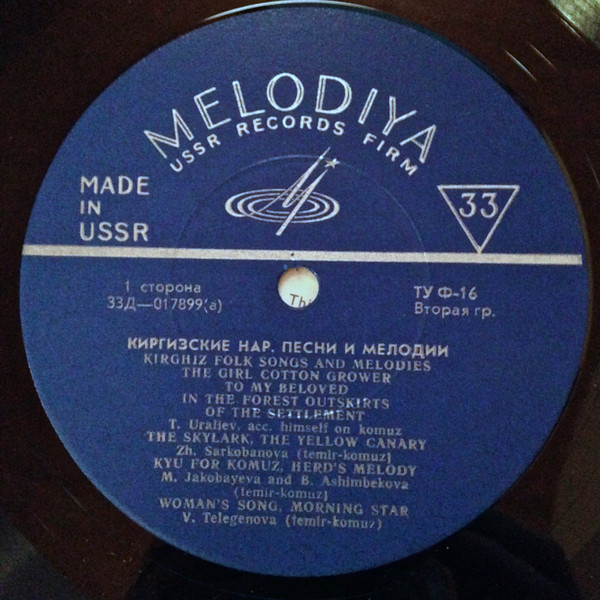 MELODIYA
USSR RECORDS FIRM
MADE
IN
USSR
33
1 сторона
33Д—017899(а)
ТУ Ф-16
Вторая гр.
Thi
КИРГИЗСКИЕ НАР. ПЕСНИ И МЕЛОДИИ
KIRGHIZ FOLK SONGS AND MELODIES
THE GIRL COTTON GROWER
TO MY BELOVED
IN THE FOREST OUTSKIRTS
OF THE SETTLEMENT
T. Uraliev, acc. himself on komuz
THE SKYLARK, THE YELLOW CANARY
Zh. Sarkobanova (temir-komuz)
KYU FOR KOMUZ, HERD'S MELODY
M. Jakobayeva and B. Ashimbekova
(temir-komuz)
WOMAN'S SONG, MORNING STAR
V. Telegenova (temir-komuz)